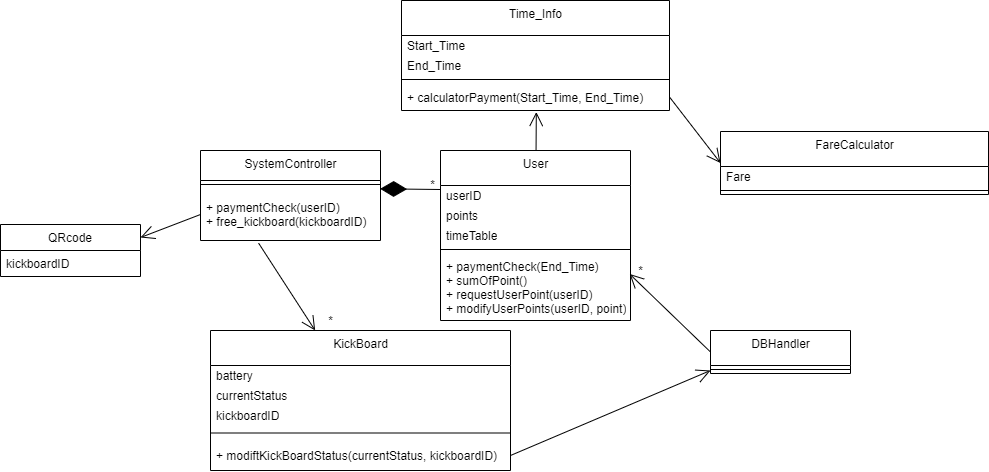 Time_Info
Start_Time
End_Time
+ calculatorPayment(Start_Time, End_Time)
FareCalculator
Fare
SystemController
+ paymentCheck(userID)
+ free_kickboard(kickboardID)
*
User
userID
points
timeTable
+ paymentCheck(End_Time)
+ sumOfPoint()
+ requestUserPoint(userID)
+ modifyUserPoints(userID, point)
QRcode
kickboardID
*
*
KickBoard
battery
currentStatus
kickboardID
+ modiftKickBoardStatus(currentStatus, kickboardID)
DBHandler